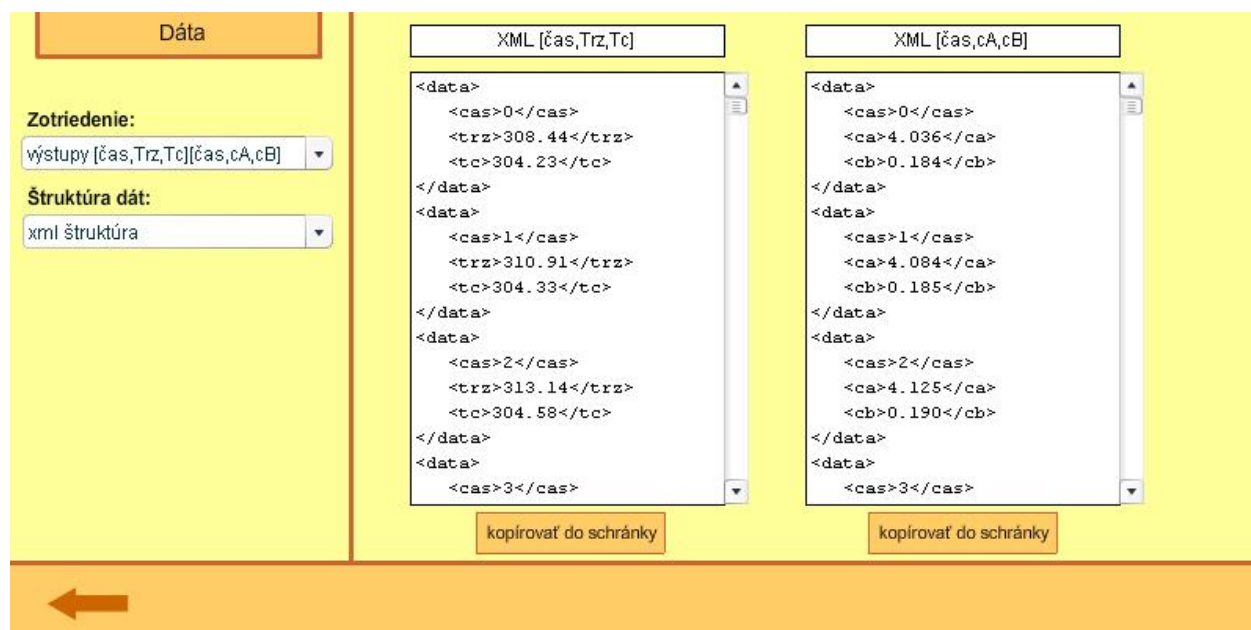 Dáta
Zotriedenie:
výstupy [čas,Trz,Tc][čas,cA,cB]
Štruktúra dát:
xml štruktúra
XML [čas,Trz,Tc]
<data>
<cas>0</cas>
<trz>308.44</trz>
<tc>304.23</tc>
</data>
<data>
<cas>1</cas>
<trz>310.91</trz>
<tc>304.33</tc>
</data>
<data>
<cas>2</cas>
<trz>313.14</trz>
<tc>304.58</tc>
</data>
<data>
<cas>3</cas>
kopírovať do schránky
XML [čas,cA,cB]
<data>
<cas>0</cas>
<ca>4.036</ca>
<cb>0.184</cb>
</data>
<data>
<cas>1</cas>
<ca>4.084</ca>
<cb>0.185</cb>
</data>
<data>
<cas>2</cas>
<ca>4.125</ca>
<cb>0.190</cb>
</data>
<data>
<cas>3</cas>
kopírovať do schránky